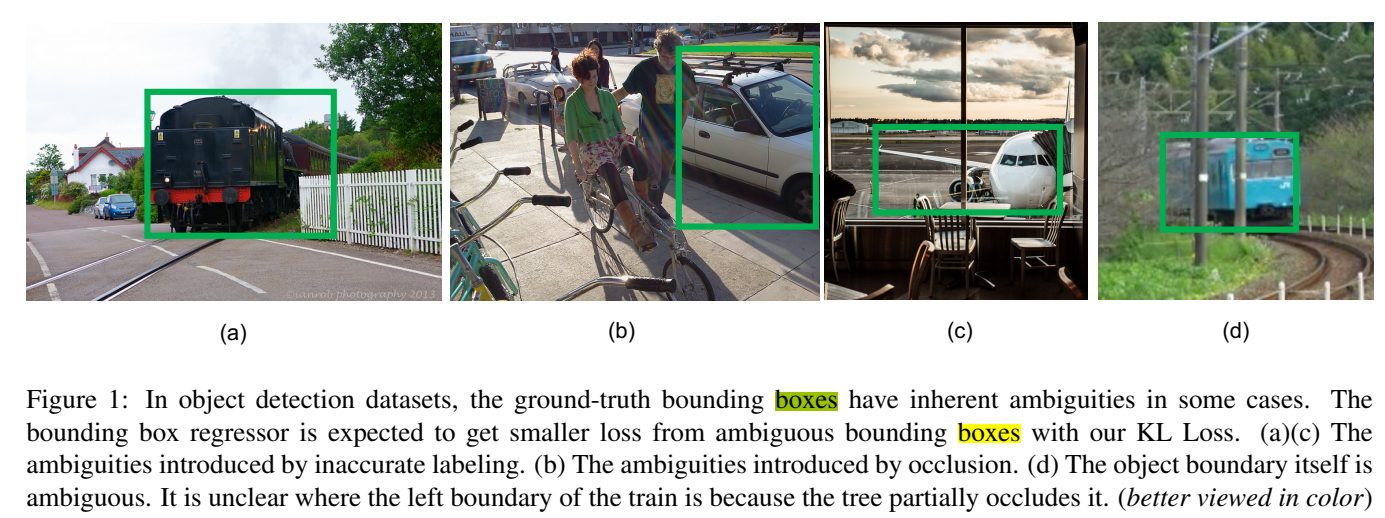 HAUL
©ianrob photography 2013
JR
(a)
(b)
(c)
(d)
Figure 1: In object detection datasets, the ground-truth bounding boxes have inherent ambiguities in some cases. The
bounding box regressor is expected to get smaller loss from ambiguous bounding boxes with our KL Loss. (a)(c) The
ambiguities introduced by inaccurate labeling. (b) The ambiguities introduced by occlusion. (d) The object boundary itself is
ambiguous. It is unclear where the left boundary of the train is because the tree partially occludes it. (better viewed in color)